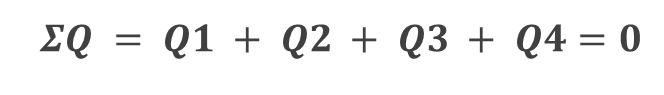 ΣQ = Q1 + Q2 + Q3 + Q4 = 0